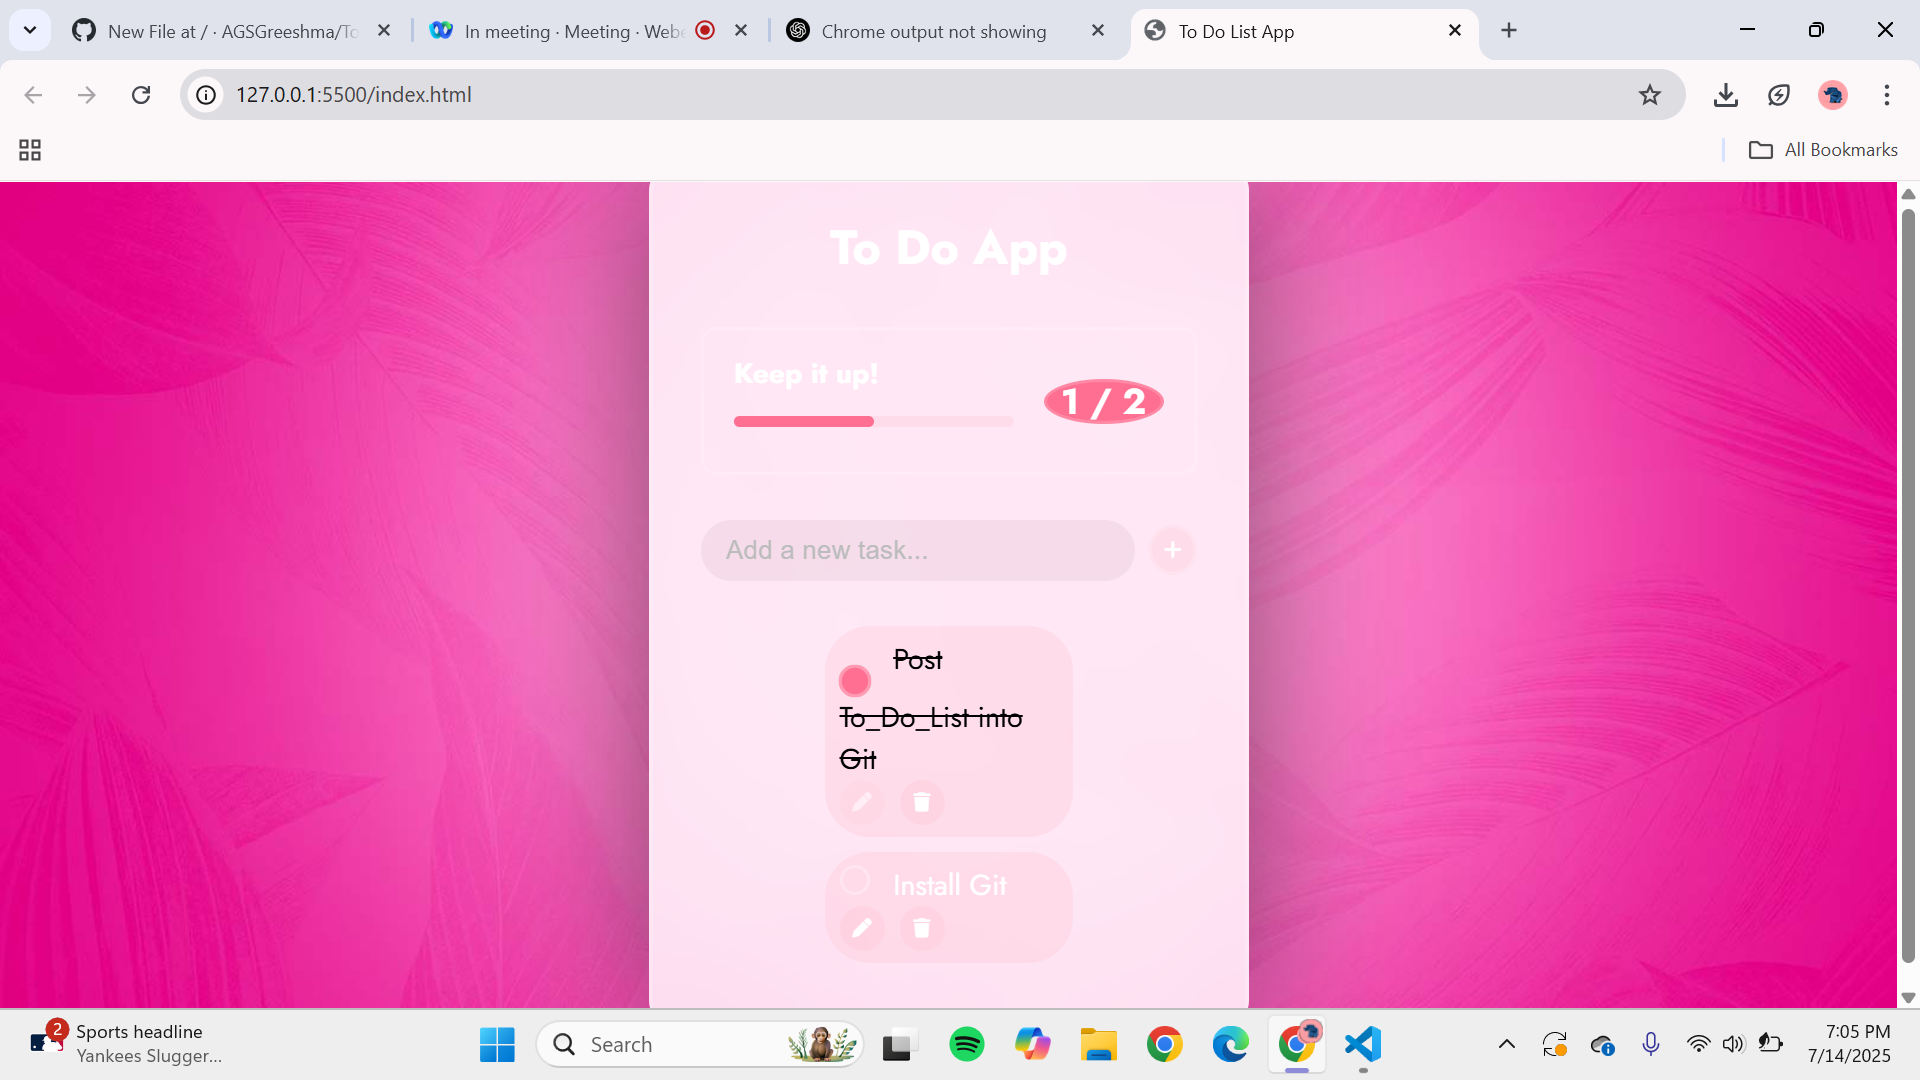 New File at / · AGSGreeshma/To
In meeting · Meeting · Webe
Chrome output not showing
To Do List App
127.0.0.1:5500/index.html
All Bookmarks
To Do App
Keep it up!
1 / 2
Add a new task...
Post
To_Do_List into
Git
Install Git
2
Sports headline
Yankees Slugger...
Search
7:05 PM
7/14/2025